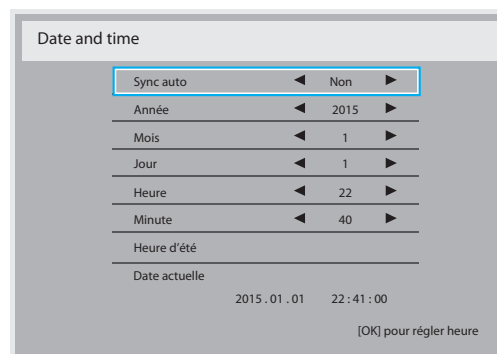 Date and time
Sync auto ◀ Non ▶
Année ◀ 2015 ▶
Mois ◀ 1 ▶
Jour ◀ 1 ▶
Heure ◀ 22 ▶
Minute ◀ 40 ▶
Heure d'été
Date actuelle
2015 . 01 . 01 22 : 41 : 00
[OK] pour régler heure